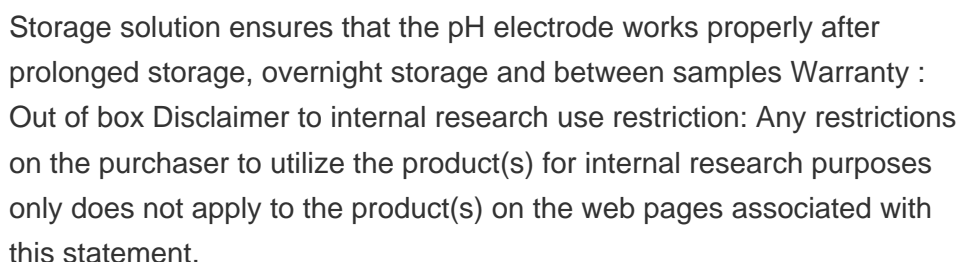 Storage solution ensures that the pH electrode works properly after
prolonged storage, overnight storage and between samples Warranty :
Out of box Disclaimer to internal research use restriction: Any restrictions
on the purchaser to utilize the product(s) for internal research purposes
only does not apply to the product(s) on the web pages associated with
this statement.